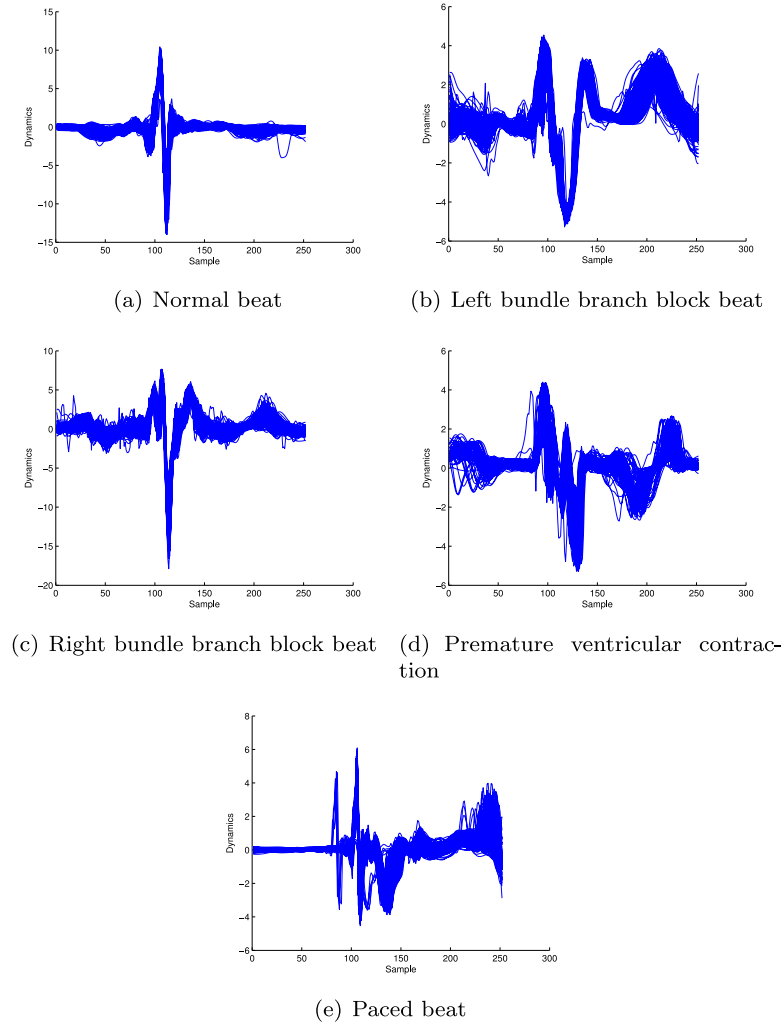 15
10
5
0
−5
−10
−15
0 50 100 150 200 250 300
Dynamics
Sample
(a) Normal beat
6
4
2
0
−2
−4
−6
0 50 100 150 200 250 300
Dynamics
Sample
(b) Left bundle branch block beat
10
5
0
−5
−10
−15
−20
0 50 100 150 200 250 300
Dynamics
Sample
(c) Right bundle branch block beat
6
4
2
0
−2
−4
−6
0 50 100 150 200 250 300
Dynamics
Sample
(d) Premature ventricular contrac-
tion
8
6
4
2
0
−2
−4
−6
0 50 100 150 200 250 300
Dynamics
Sample
(e) Paced beat